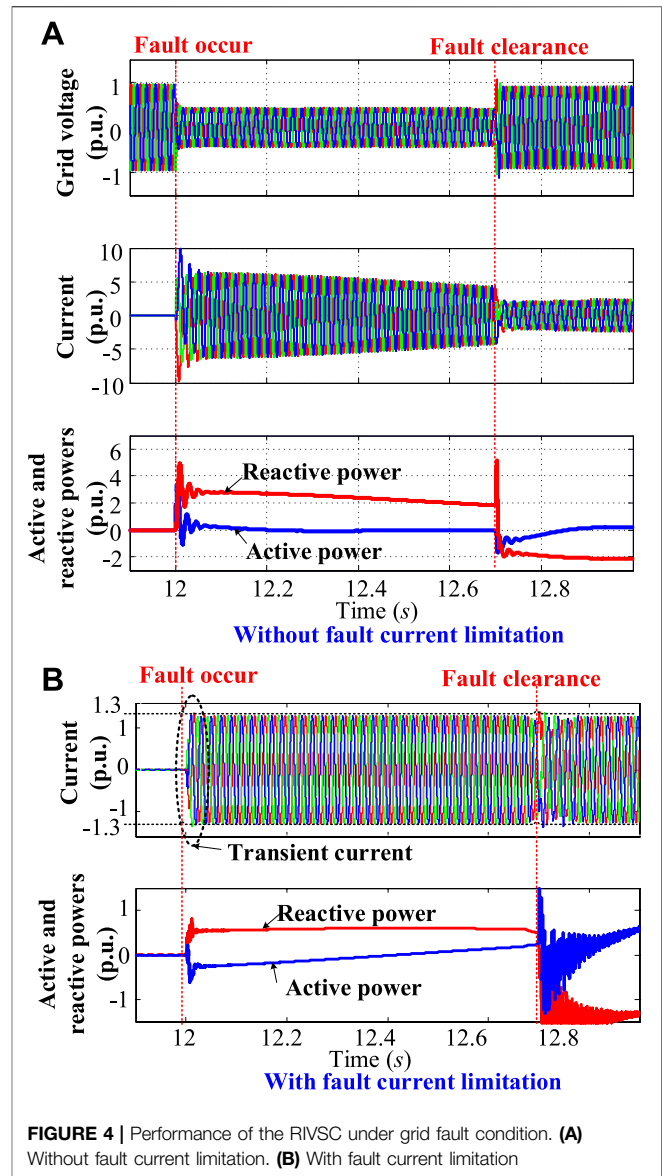 A
Fault occur
Fault clearance
Grid voltage
(p.u.)
1
0
-1
Current
(p.u.)
10
5
0
-5
-10
Active and
reactive powers
(p.u.)
6
4
2
0
-2
Reactive power
Active power
12
12.2
12.4
12.6
12.8
Time (s)
Without fault current limitation
B
Fault occur
Fault clearance
Current
(p.u.)
1.3
1
0
-1
-1.3
Transient current
Active and
reactive powers
(p.u.)
1
0
-1
Reactive power
Active power
12
12.2
12.4
12.6
12.8
Time (s)
With fault current limitation
FIGURE 4 | Performance of the RIVSC under grid fault condition. (A)
Without fault current limitation. (B) With fault current limitation